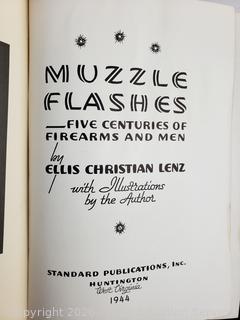 MUZZLE
FLASHES
—FIVE CENTURIES OF
FIREARMS AND MEN
by
ELLIS CHRISTIAN LENZ
with Illustrations
by the Author
STANDARD PUBLICATIONS, INC.
HUNTINGTON
West Virginia
1944